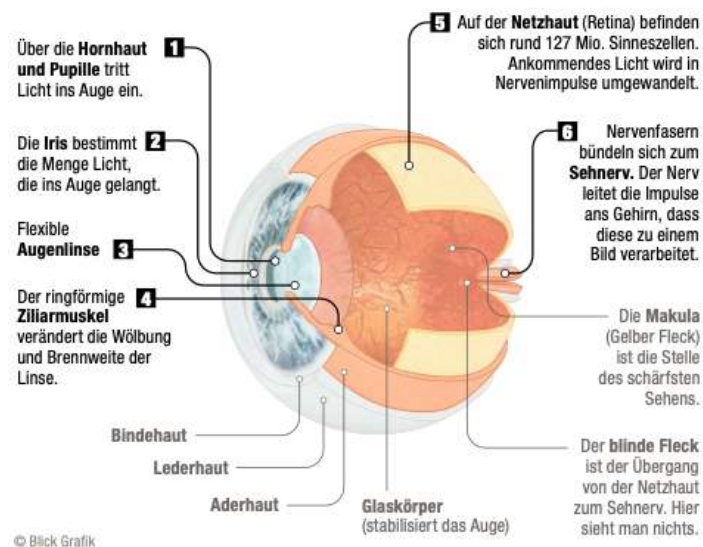 1
Über die Hornhaut
und Pupille tritt
Licht ins Auge ein.
2
Die Iris bestimmt
die Menge Licht,
die ins Auge gelangt.
3
Flexible
Augenlinse
4
Der ringförmige
Ziliarmuskel
verändert die Wölbung
und Brennweite der
Linse.
5
Auf der Netzhaut (Retina) befinden
sich rund 127 Mio. Sinneszellen.
Ankommendes Licht wird in
Nervenimpulse umgewandelt.
6
Nervenfasern
bündeln sich zum
Sehnerv. Der Nerv
leitet die Impulse
ans Gehirn, dass
diese zu einem
Bild verarbeitet.
Die Makula
(Gelber Fleck)
ist die Stelle
des schärfsten
Sehens.
Der blinde Fleck
ist der Übergang
von der Netzhaut
zum Sehnerv. Hier
sieht man nichts.
Bindehaut
Lederhaut
Aderhaut
Glaskörper
(stabilisiert das Auge)
© Blick Grafik